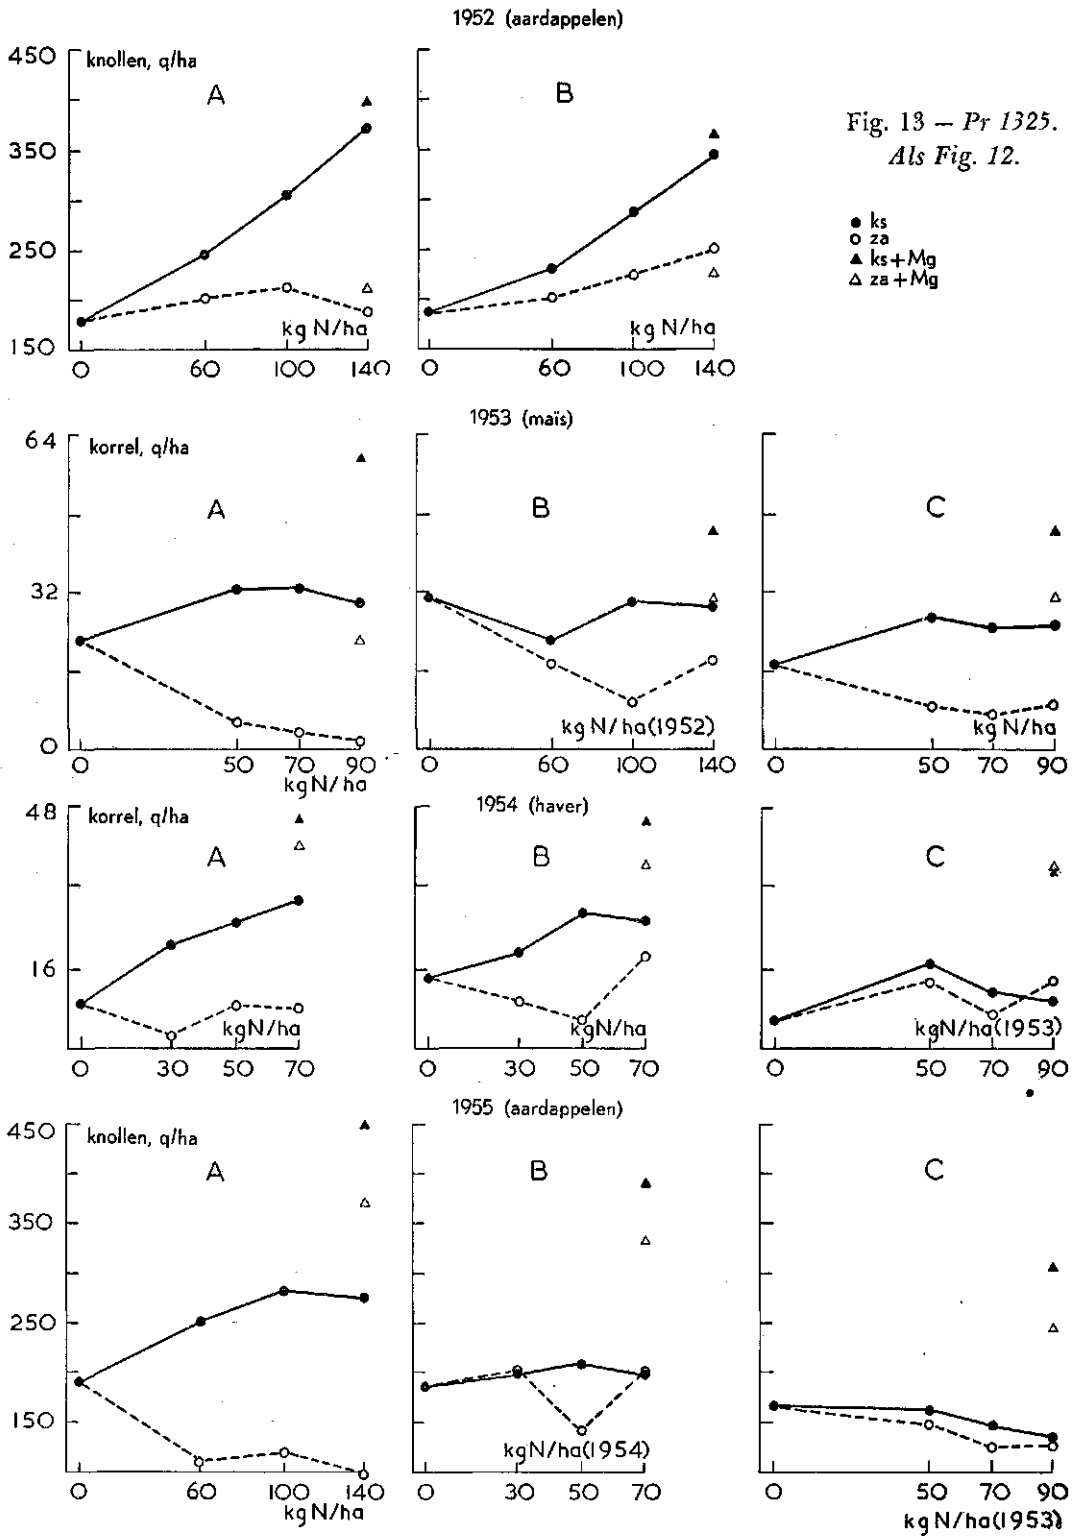 1952 (aardappelen)
450
350
250
150
knollen, q/ha
A
B
kg N/ha
kg N/ha
0 60 100 140
0 60 100 140
Fig. 13 — Pr 1325.
Als Fig. 12.
● ks
○ za
▲ ks+Mg
△ za+Mg
1953 (maïs)
64
32
0
korrel, q/ha
A
B
C
kg N/ha(1952)
kg N/ha
0 50 70 90
kg N/ha
0 60 100 140
0 50 70 90
1954 (haver)
48
16
korrel, q/ha
A
B
C
kgN/ha
kgN/ha
kgN/ha(1953)
0 30 50 70
0 30 50 70
0 50 70 90
1955 (aardappelen)
450
350
250
150
knollen, q/ha
A
B
C
kgN/ha(1954)
0 60 100 140
kgN/ha
0 30 50 70
0 50 70 90
kgN/ha(1953)